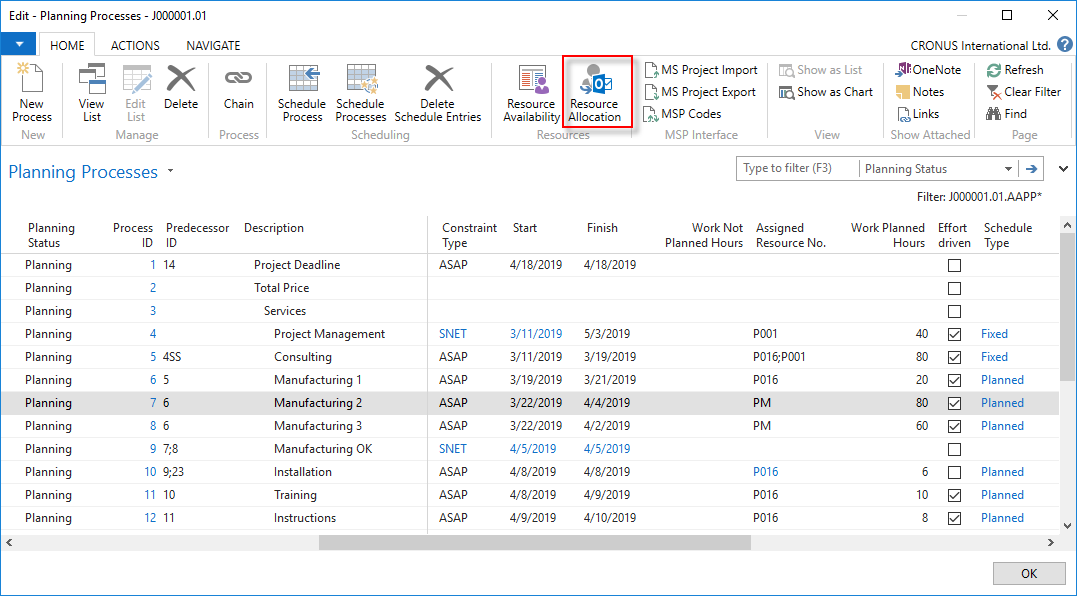 Edit - Planning Processes - J000001.01
HOME ACTIONS NAVIGATE CRONUS International Ltd. ?
New Process
View List
Edit List
Delete
Chain
Schedule Process
Schedule Processes
Delete Schedule Entries
Resource Availability
Resource Allocation
MS Project Import
MS Project Export
MSP Codes
Show as List
Show as Chart
OneNote
Notes
Links
Refresh
Clear Filter
Find
New Manage Process Scheduling Resources MSP Interface View Show Attached Page
Planning Processes
Type to filter (F3) Planning Status
Filter: J000001.01.AAPP*
Planning Status Process ID Predecessor ID Description Constraint Type Start Finish Work Not Planned Hours Assigned Resource No. Work Planned Hours Effort driven Schedule Type
Planning 1 14 Project Deadline ASAP 4/18/2019 4/18/2019
Planning 2 Total Price
Planning 3 Services
Planning 4 Project Management SNET 3/11/2019 5/3/2019 P001 40 Fixed
Planning 5 4SS Consulting ASAP 3/11/2019 3/19/2019 P016;P001 80 Fixed
Planning 6 5 Manufacturing 1 ASAP 3/19/2019 3/21/2019 P016 20 Planned
Planning 7 6 Manufacturing 2 ASAP 3/22/2019 4/4/2019 PM 80 Planned
Planning 8 6 Manufacturing 3 ASAP 3/22/2019 4/2/2019 PM 60 Planned
Planning 9 7;8 Manufacturing OK SNET 4/5/2019 4/5/2019
Planning 10 9;23 Installation ASAP 4/8/2019 4/8/2019 P016 6 Planned
Planning 11 10 Training ASAP 4/8/2019 4/9/2019 P016 10 Planned
Planning 12 11 Instructions ASAP 4/9/2019 4/10/2019 P016 8 Planned
OK